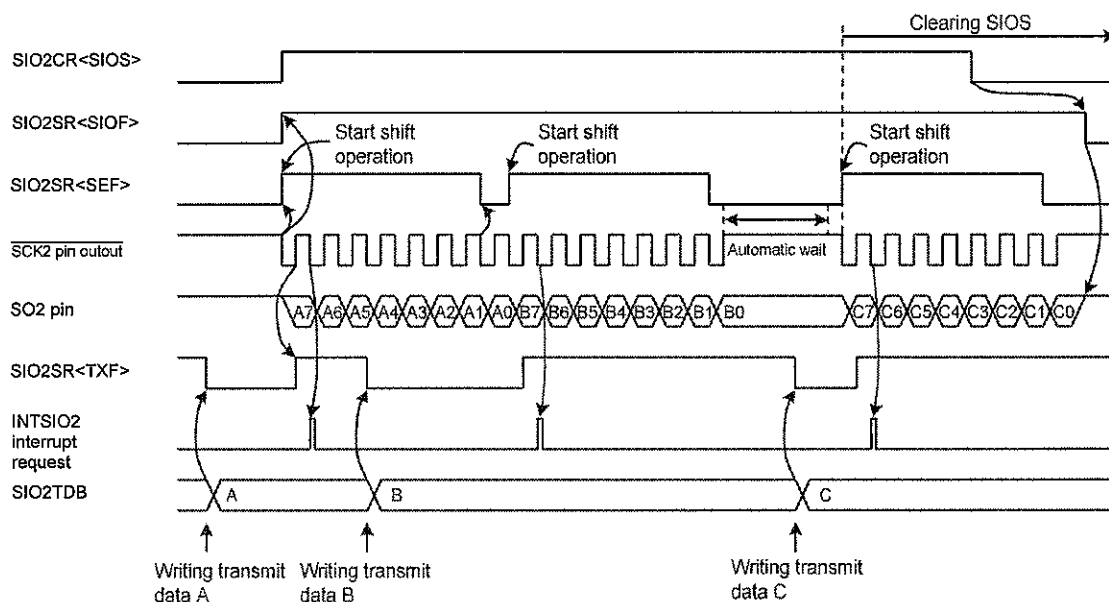 Clearing SIOS
SIO2CR<SIOS>
SIO2SR<SIOF>
Start shift
operation
Start shift
operation
Start shift
operation
SIO2SR<SEF>
SCK2 pin cutout
Automatic wait
SO2 pin
A7 A6 A5 A4 A3 A2 A1 A0 B7 B6 B5 B4 B3 B2 B1 B0 C7 C6 C5 C4 C3 C2 C1 C0
SIO2SR<TXF>
INTSIO2
interrupt
request
SIO2TDB
A B C
Writing transmit
data A
Writing transmit
data B
Writing transmit
data C